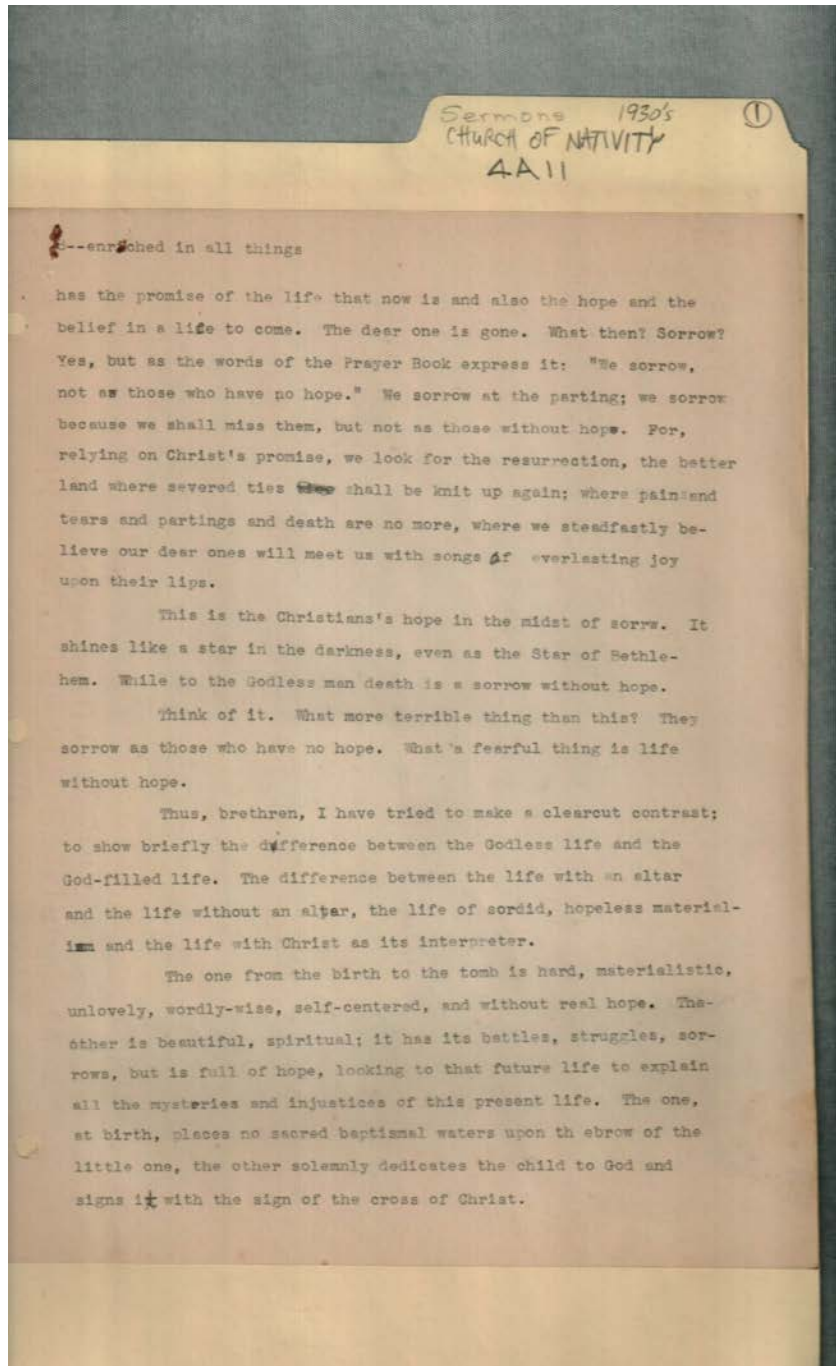 Sermons 1930's ①
CHURCH OF NATIVITY
4A11
--enriched in all things
has the promise of the life that now is and also the hope and the
belief in a life to come. The dear one is gone. What then? Sorrow?
Yes, but as the words of the Prayer Book express it: "We sorrow,
not as those who have no hope." We sorrow at the parting; we sorrow
because we shall miss them, but not as those without hope. For,
relying on Christ's promise, we look for the resurrection, the better
land where severed ties shall be knit up again; where pain and
tears and partings and death are no more, where we steadfastly be-
lieve our dear ones will meet us with songs of everlasting joy
upon their lips.
This is the Christians's hope in the midst of sorrw. It
shines like a star in the darkness, even as the Star of Bethle-
hem. While to the Godless man death is a sorrow without hope.
Think of it. What more terrible thing than this? They
sorrow as those who have no hope. What a fearful thing is life
without hope.
Thus, brethren, I have tried to make a clearcut contrast;
to show briefly the difference between the Godless life and the
God-filled life. The difference between the life with an altar
and the life without an altar, the life of sordid, hopeless material-
ism and the life with Christ as its interpreter.
The one from the birth to the tomb is hard, materialistic,
unlovely, wordly-wise, self-centered, and without real hope. The-
other is beautiful, spiritual; it has its battles, struggles, sor-
rows, but is full of hope, looking to that future life to explain
all the mysteries and injustices of this present life. The one,
at birth, places no sacred baptismal waters upon th ebrow of the
little one, the other solemnly dedicates the child to God and
signs it with the sign of the cross of Christ.